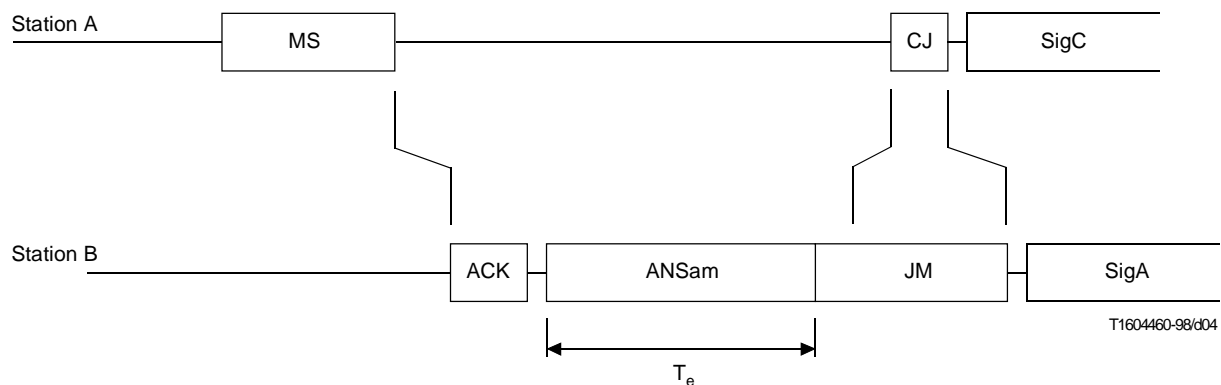 Station A
MS
CJ
SigC
Station B
ACK
ANSam
JM
SigA
T1604460-98/d04
Te